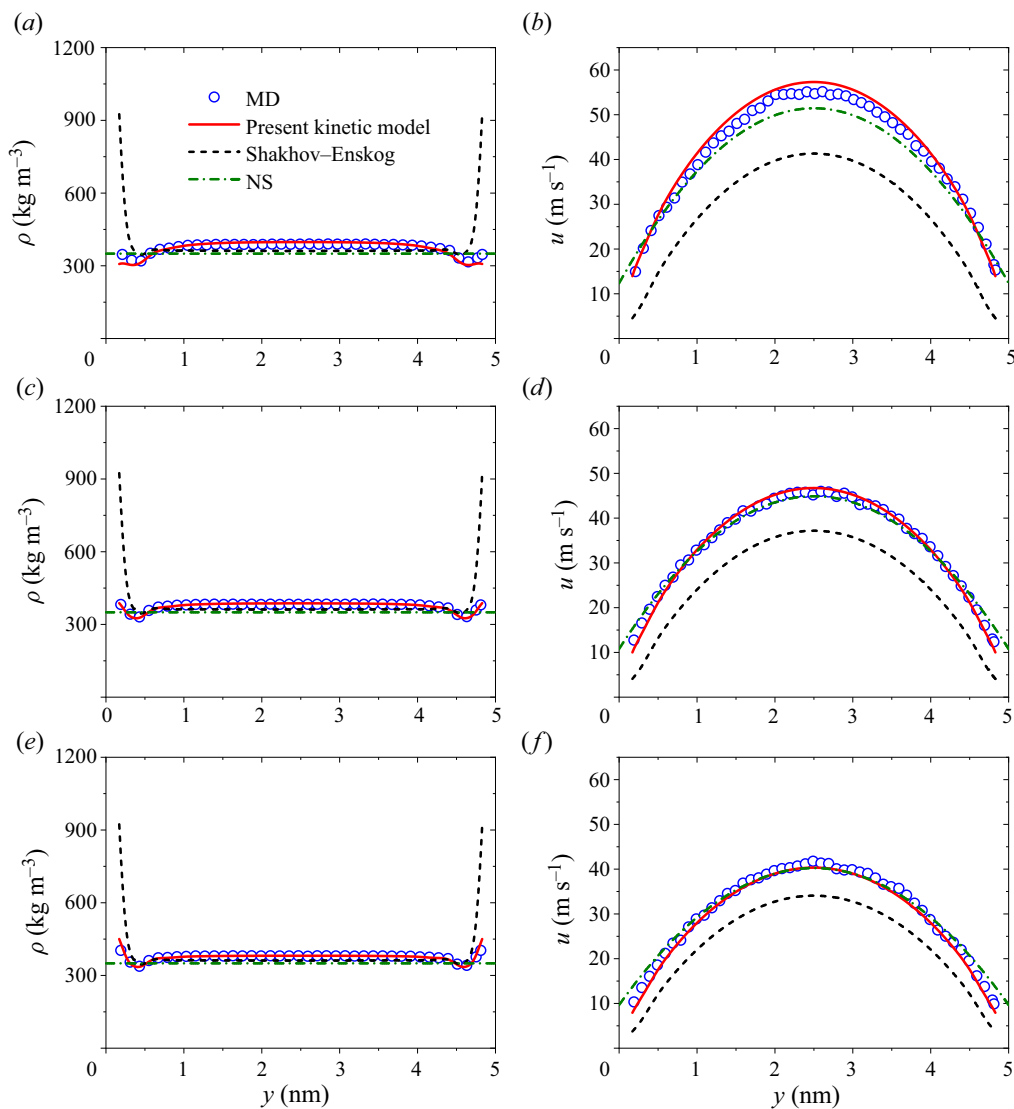 (a)
(b)
1200
900
600
300
0
ρ (kg m⁻³)
MD
Present kinetic model
Shakhov–Enskog
NS
1 2 3 4 5
60
50
40
30
20
10
0
u (m s⁻¹)
1 2 3 4 5
(c)
(d)
1200
900
600
300
0
ρ (kg m⁻³)
1 2 3 4 5
60
50
40
30
20
10
0
u (m s⁻¹)
1 2 3 4 5
(e)
(f)
1200
900
600
300
0
ρ (kg m⁻³)
1 2 3 4 5
y (nm)
60
50
40
30
20
10
0
u (m s⁻¹)
1 2 3 4 5
y (nm)